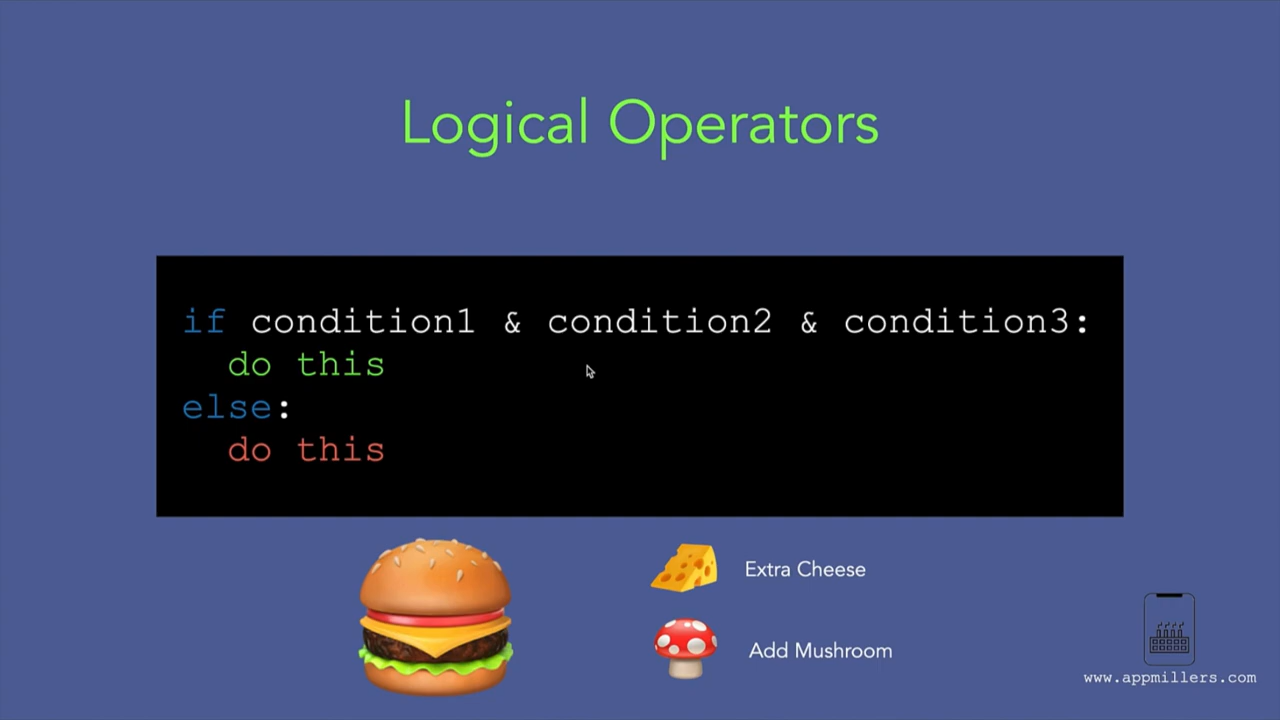 Logical Operators
if condition1 & condition2 & condition3:
  do this
else:
  do this
Extra Cheese
Add Mushroom
www.appmillers.com